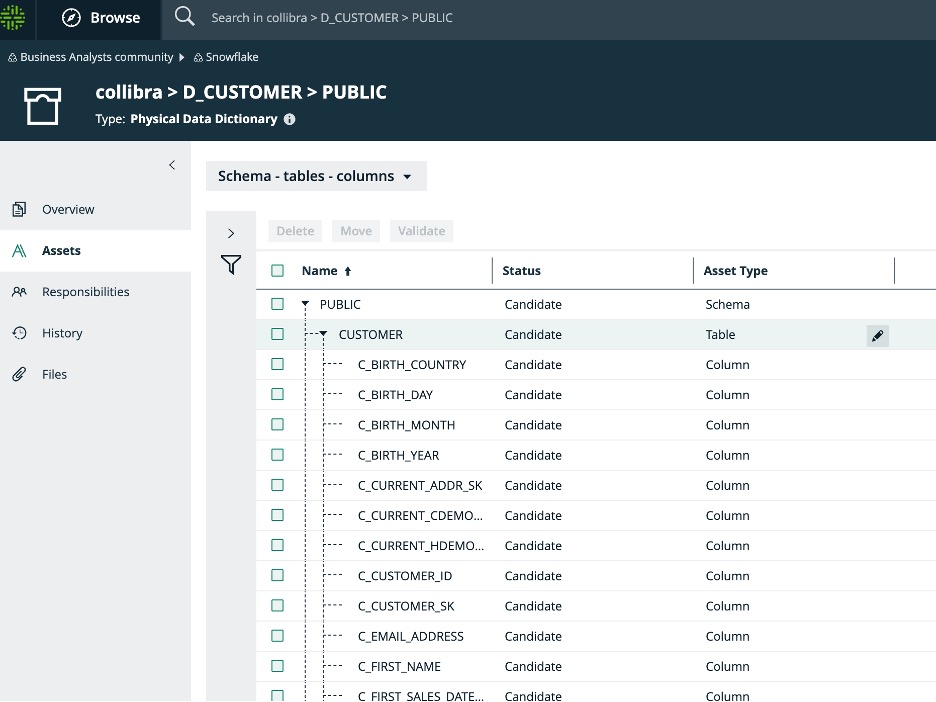 Browse
Search in collibra > D_CUSTOMER > PUBLIC
Business Analysts community Snowflake
collibra > D_CUSTOMER > PUBLIC
Type: Physical Data Dictionary
Schema - tables - columns
Overview
Assets
Responsibilities
History
Files
Delete Move Validate
Name Status Asset Type
PUBLIC Candidate Schema
CUSTOMER Candidate Table
C_BIRTH_COUNTRY Candidate Column
C_BIRTH_DAY Candidate Column
C_BIRTH_MONTH Candidate Column
C_BIRTH_YEAR Candidate Column
C_CURRENT_ADDR_SK Candidate Column
C_CURRENT_CDEMO... Candidate Column
C_CURRENT_HDEMO... Candidate Column
C_CUSTOMER_ID Candidate Column
C_CUSTOMER_SK Candidate Column
C_EMAIL_ADDRESS Candidate Column
C_FIRST_NAME Candidate Column
C_FIRST_SALES_DATE... Candidate Column